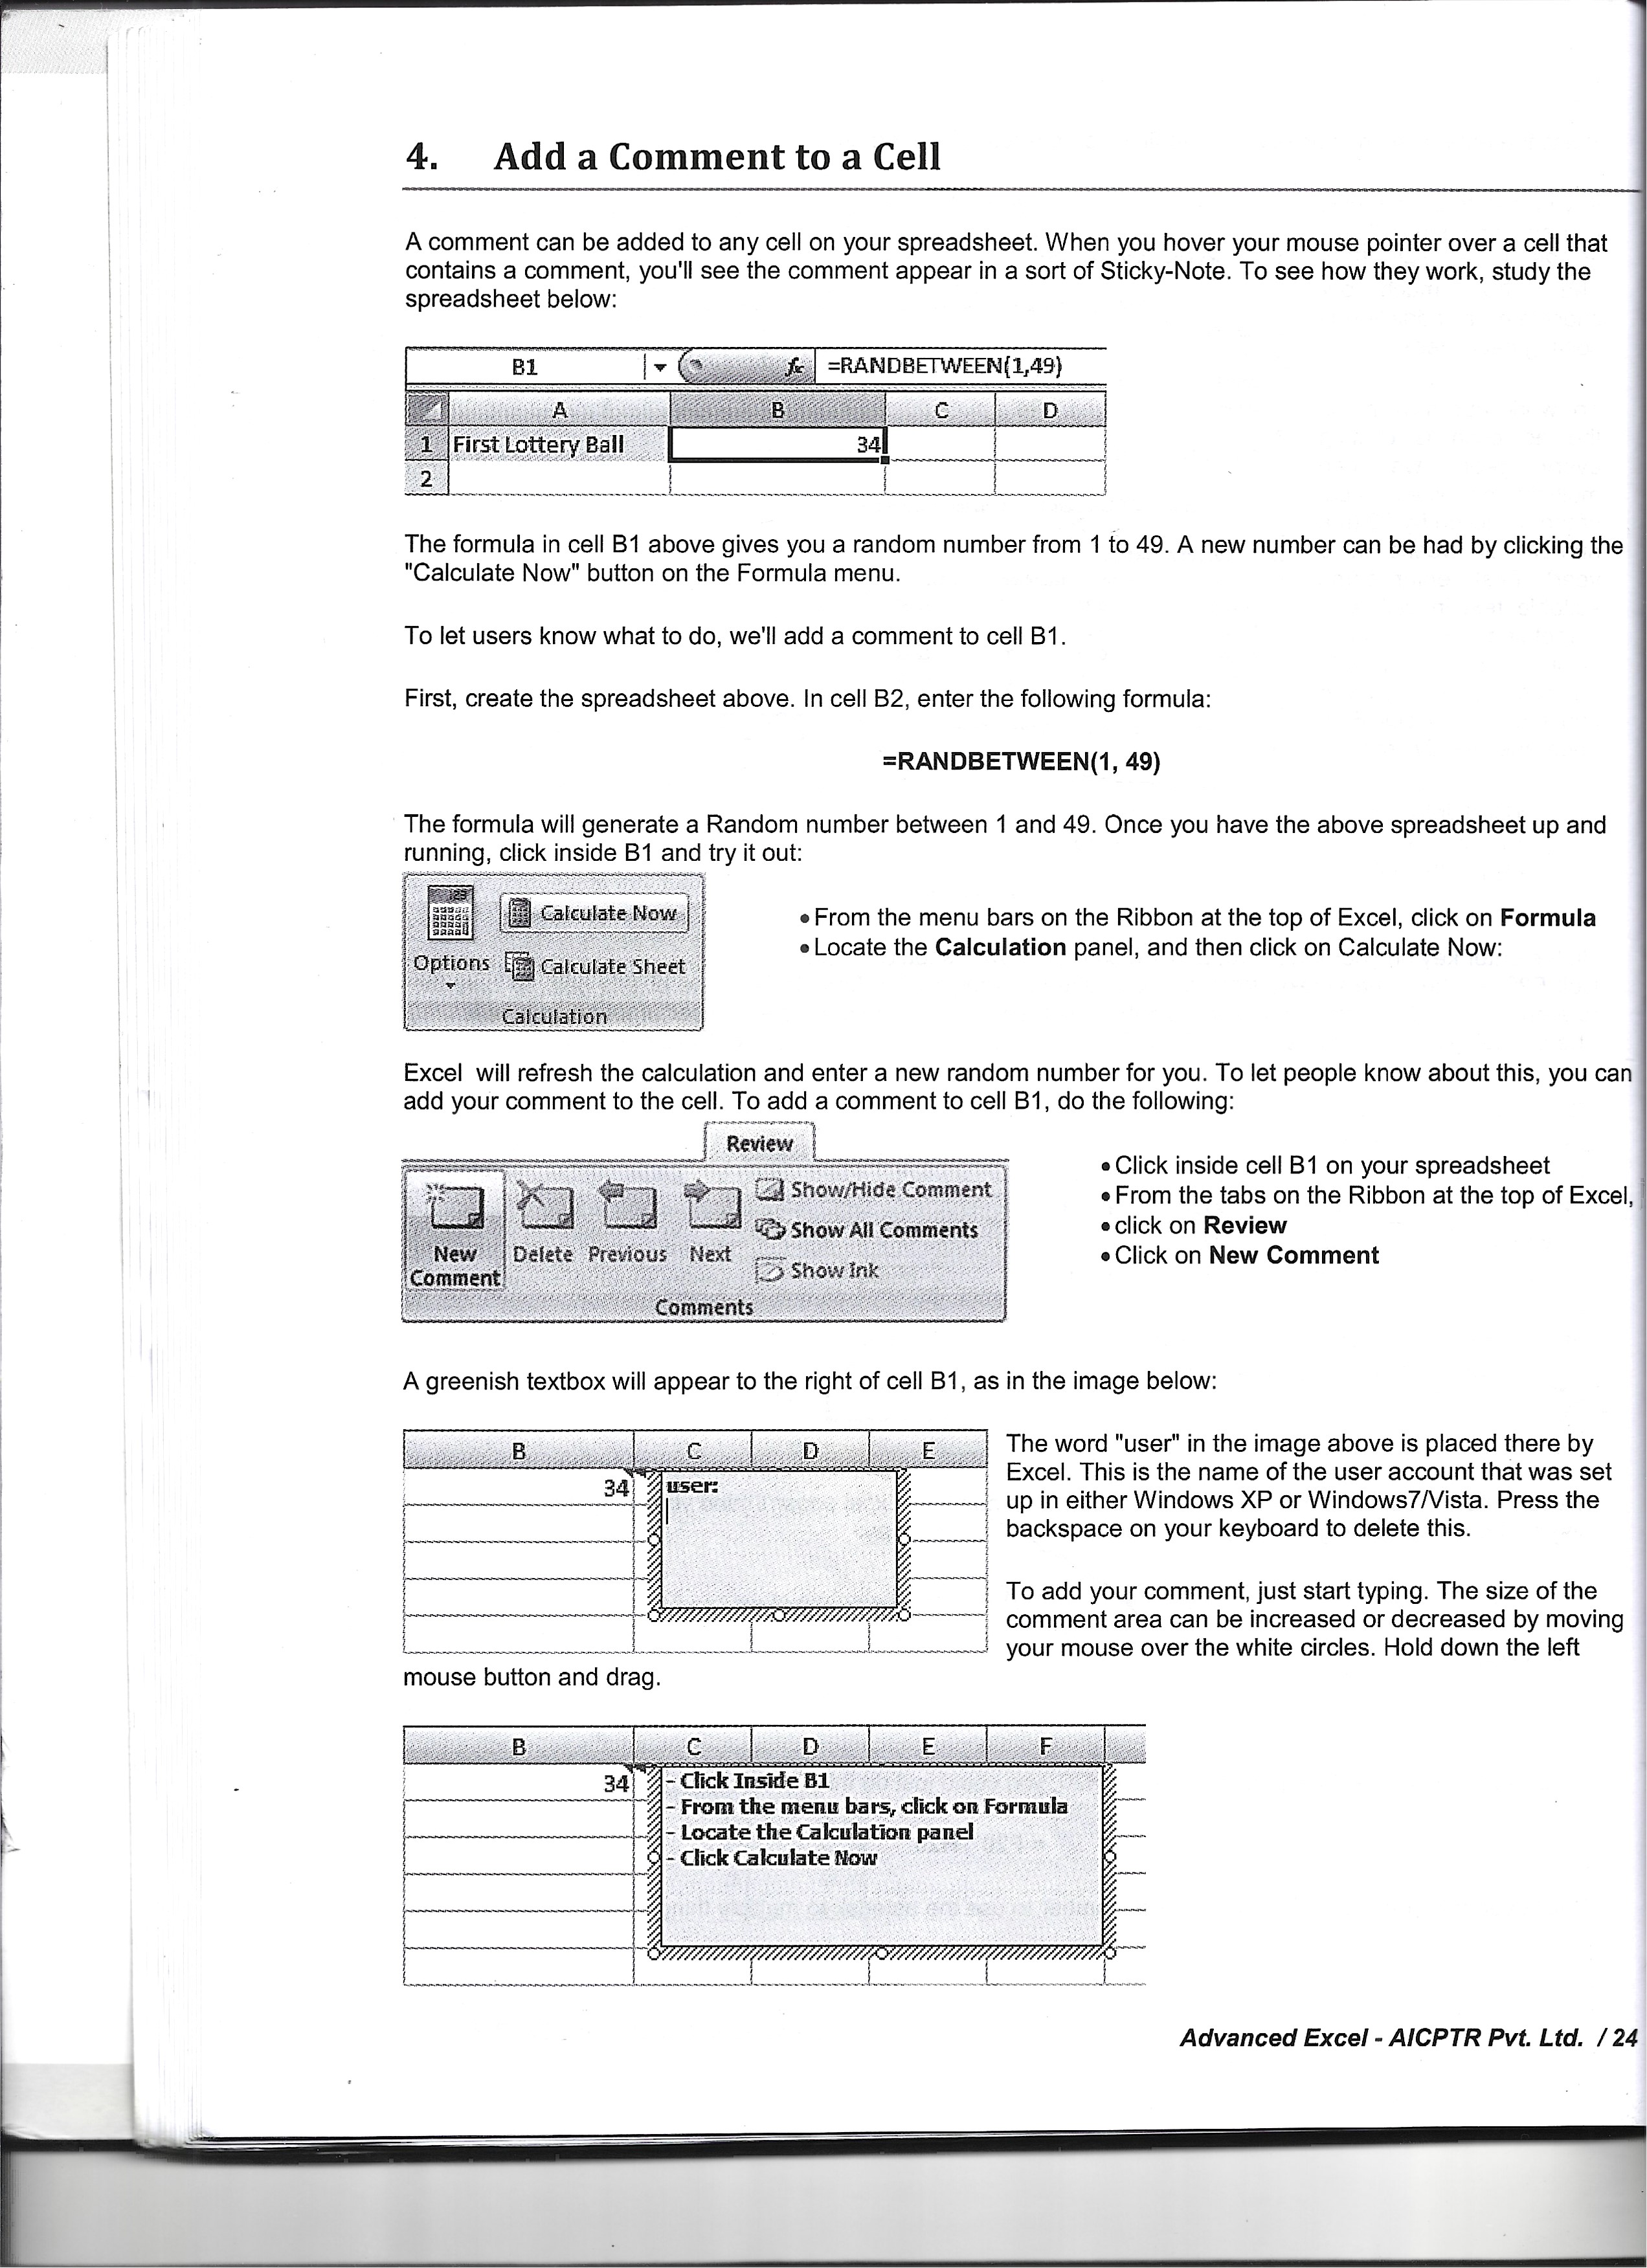 4. Add a Comment to a Cell
A comment can be added to any cell on your spreadsheet. When you hover your mouse pointer over a cell that
contains a comment, you'll see the comment appear in a sort of Sticky-Note. To see how they work, study the
spreadsheet below:
B1 fx =RANDBETWEEN(1,49)
A B C D
1 First Lottery Ball 34
2
The formula in cell B1 above gives you a random number from 1 to 49. A new number can be had by clicking the
"Calculate Now" button on the Formula menu.
To let users know what to do, we'll add a comment to cell B1.
First, create the spreadsheet above. In cell B2, enter the following formula:
=RANDBETWEEN(1, 49)
The formula will generate a Random number between 1 and 49. Once you have the above spreadsheet up and
running, click inside B1 and try it out:
Calculate Now
Options Calculate Sheet
Calculation
• From the menu bars on the Ribbon at the top of Excel, click on Formula
• Locate the Calculation panel, and then click on Calculate Now:
Excel will refresh the calculation and enter a new random number for you. To let people know about this, you can
add your comment to the cell. To add a comment to cell B1, do the following:
Review
New Comment
Delete Previous Next
Show/Hide Comment
Show All Comments
Show Ink
Comments
• Click inside cell B1 on your spreadsheet
• From the tabs on the Ribbon at the top of Excel,
• click on Review
• Click on New Comment
A greenish textbox will appear to the right of cell B1, as in the image below:
B C D E
34 user:
The word "user" in the image above is placed there by
Excel. This is the name of the user account that was set
up in either Windows XP or Windows7/Vista. Press the
backspace on your keyboard to delete this.
To add your comment, just start typing. The size of the
comment area can be increased or decreased by moving
your mouse over the white circles. Hold down the left
mouse button and drag.
B C D E F
34 - Click Inside B1
- From the menu bars, click on Formula
- Locate the Calculation panel
- Click Calculate Now
Advanced Excel - AICPTR Pvt. Ltd. / 24